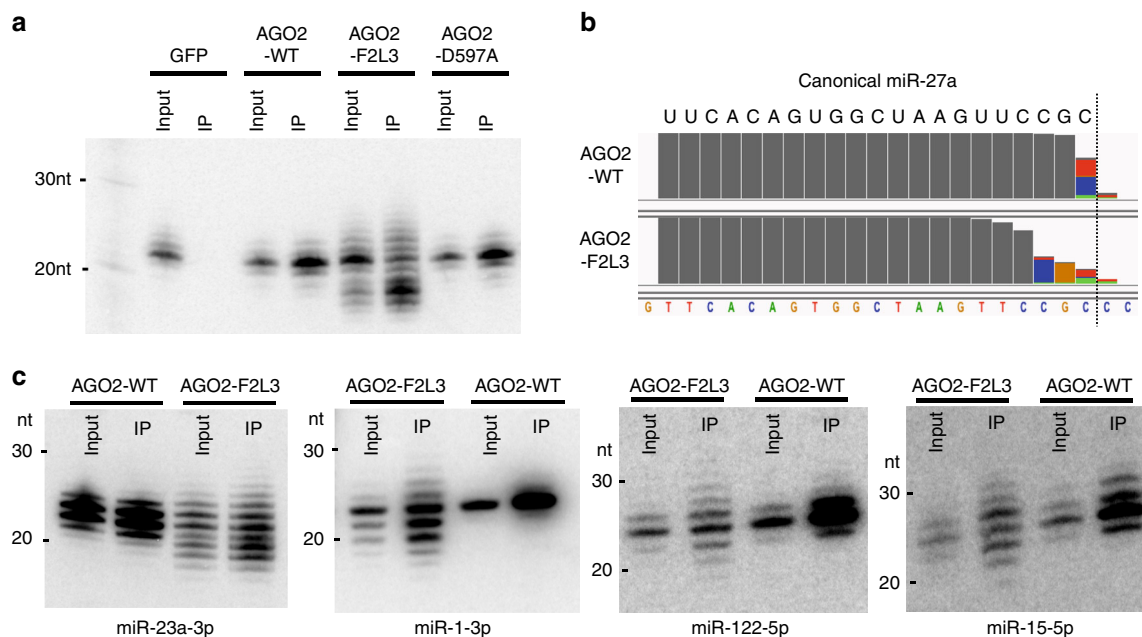 a
GFP
AGO2 -WT
AGO2 -F2L3
AGO2 -D597A
Input IP Input IP Input IP Input IP
30nt
20nt
b
Canonical miR-27a
U U C A C A G U G G C U A A G U U C C G C
AGO2 -WT
AGO2 -F2L3
G T T C A C A G T G G C T A A G T T C C G C C C
c
AGO2-WT AGO2-F2L3
nt Input IP Input IP
30
20
miR-23a-3p
AGO2-F2L3 AGO2-WT
nt Input IP Input IP
30
20
miR-1-3p
AGO2-F2L3 AGO2-WT
nt Input IP Input IP
30
20
miR-122-5p
AGO2-F2L3 AGO2-WT
nt Input IP Input IP
30
20
miR-15-5p